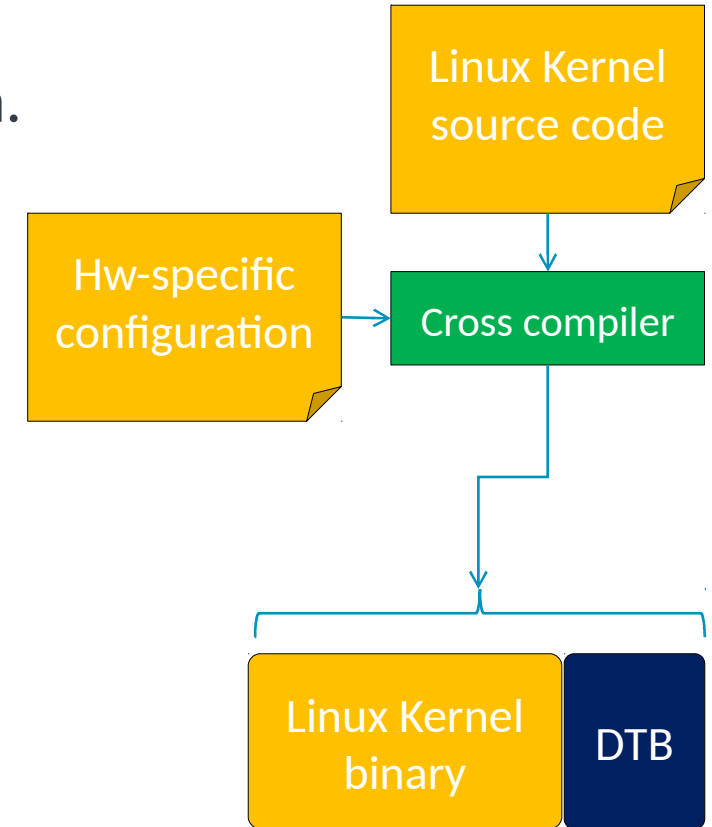 n.
Linux Kernel
source code
Hw-specific
configuration
Cross compiler
Linux Kernel
binary
DTB